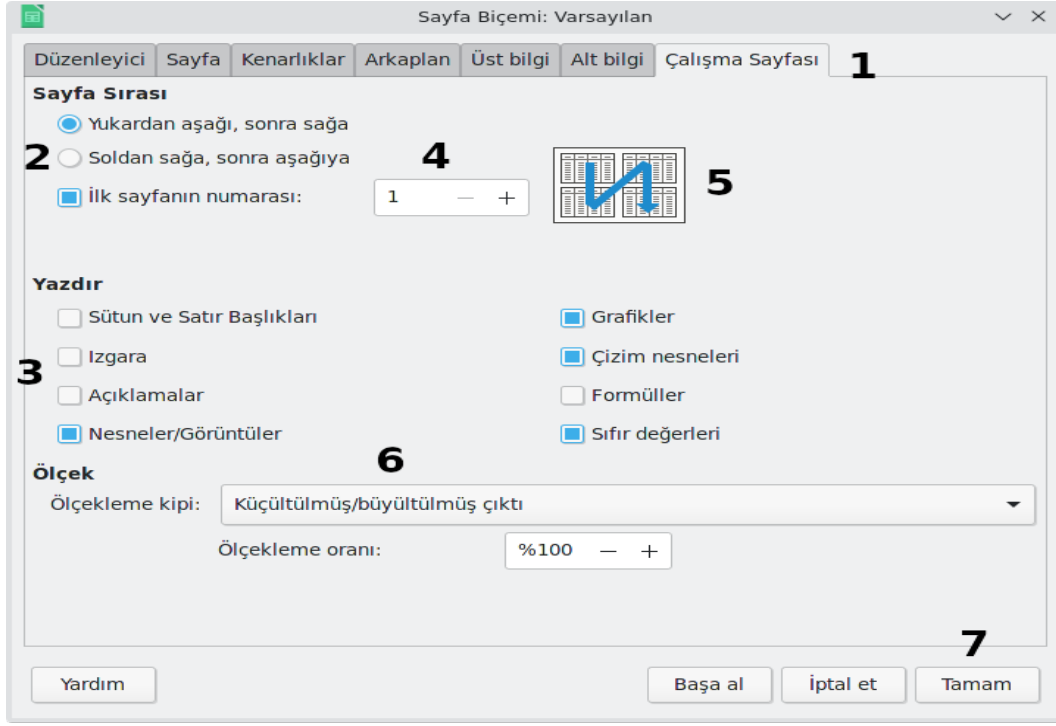 Sayfa Biçemi: Varsayılan
Düzenleyici Sayfa Kenarlıklar Arkaplan Üst bilgi Alt bilgi Çalışma Sayfası 1
Sayfa Sırası
Yukardan aşağı, sonra sağa
2 Soldan sağa, sonra aşağıya 4
İlk sayfanın numarası: 1 − + 5
Yazdır
Sütun ve Satır Başlıkları Grafikler
Izgara Çizim nesneleri
3
Açıklamalar Formüller
Nesneler/Görüntüler Sıfır değerleri
6
Ölçek
Ölçekleme kipi: Küçültülmüş/büyültülmüş çıktı
Ölçekleme oranı: %100 − +
7
Yardım Başa al İptal et Tamam